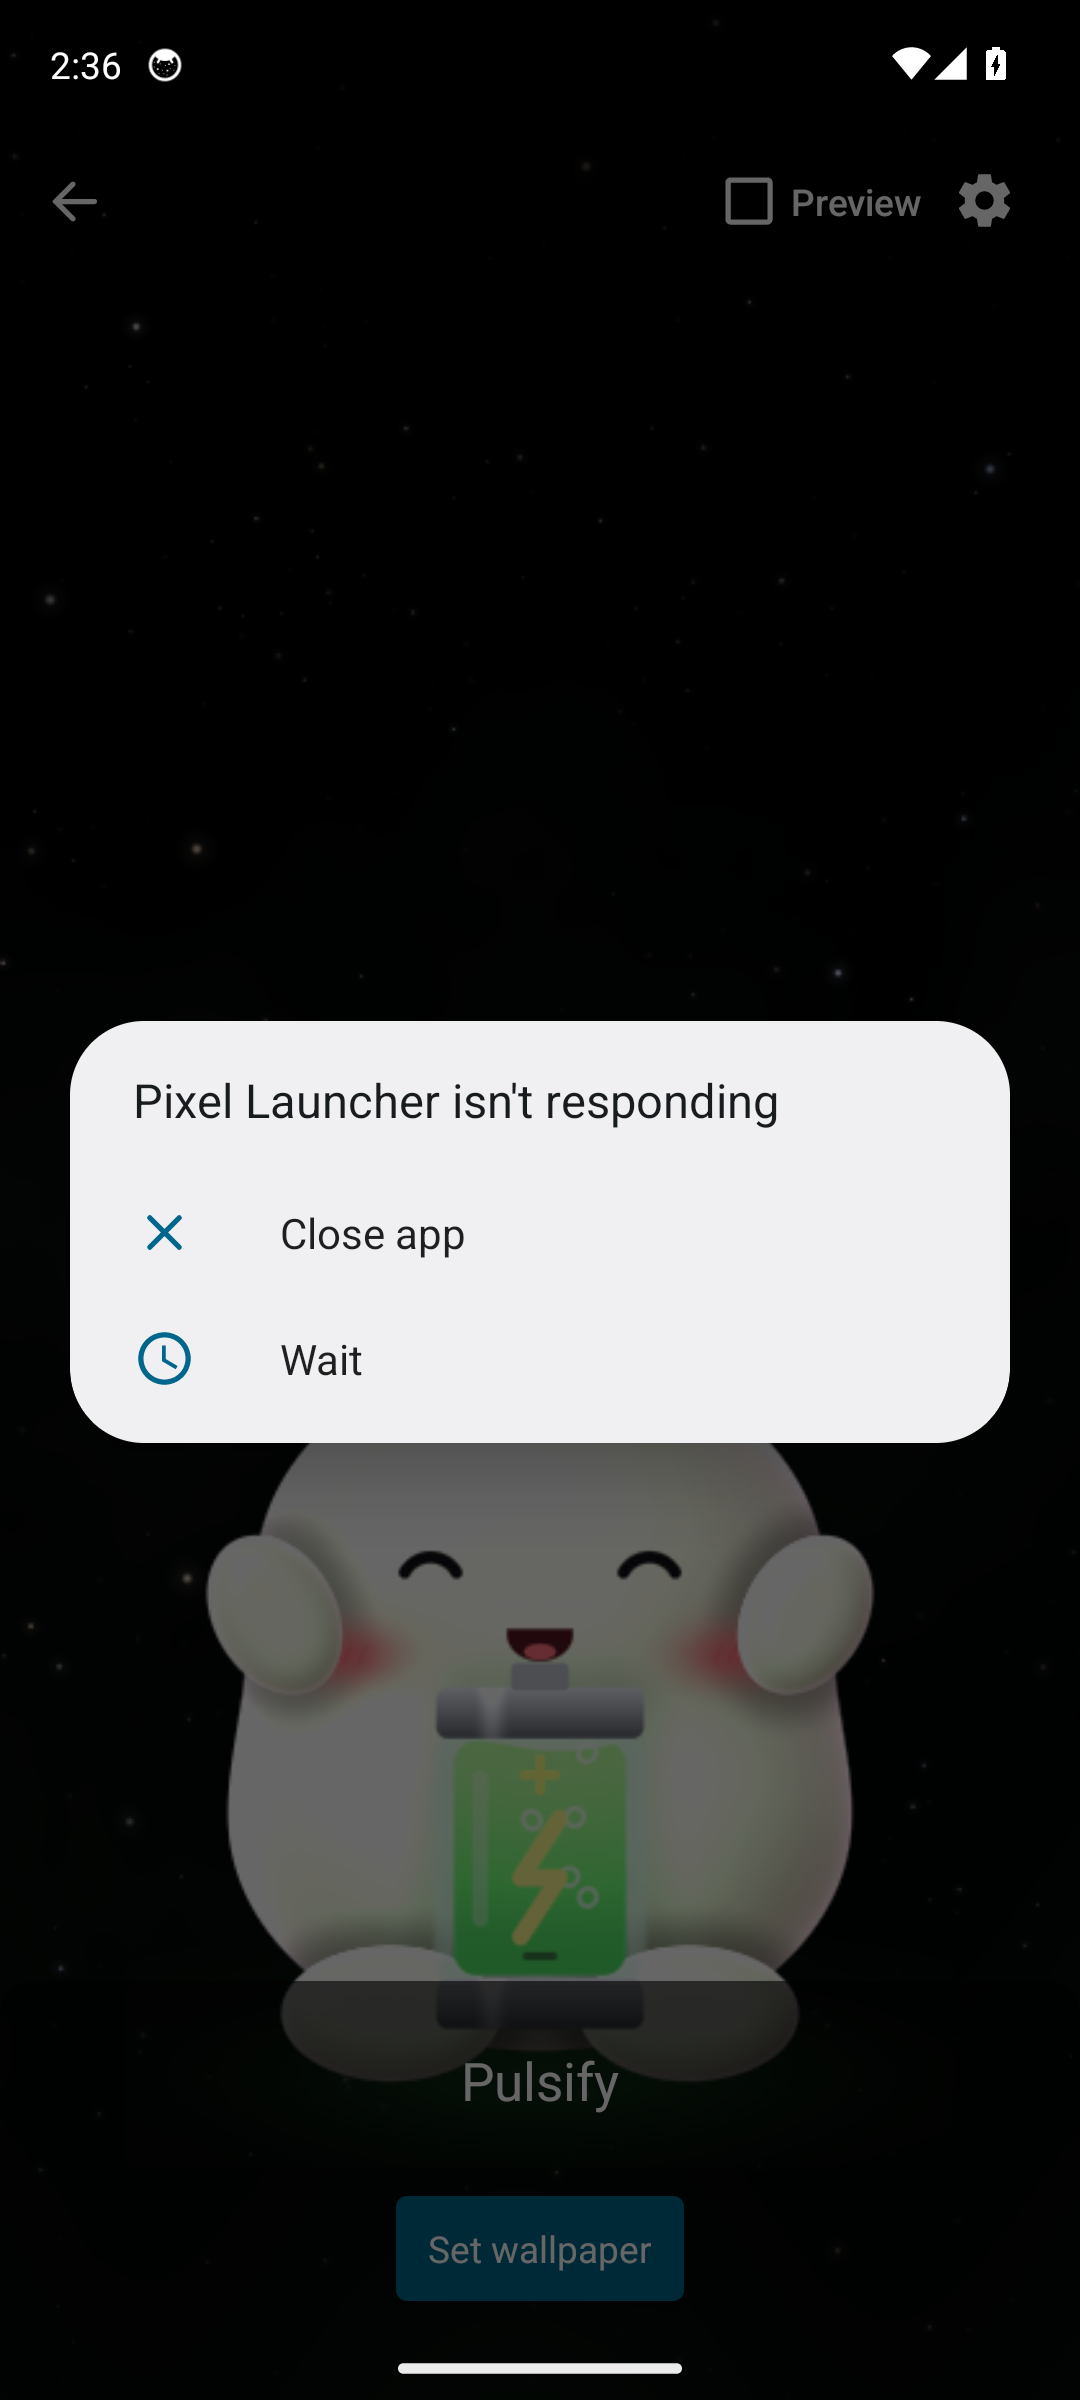 2:36
Preview
Pixel Launcher isn't responding
Close app
Wait
Pulsify
Set wallpaper